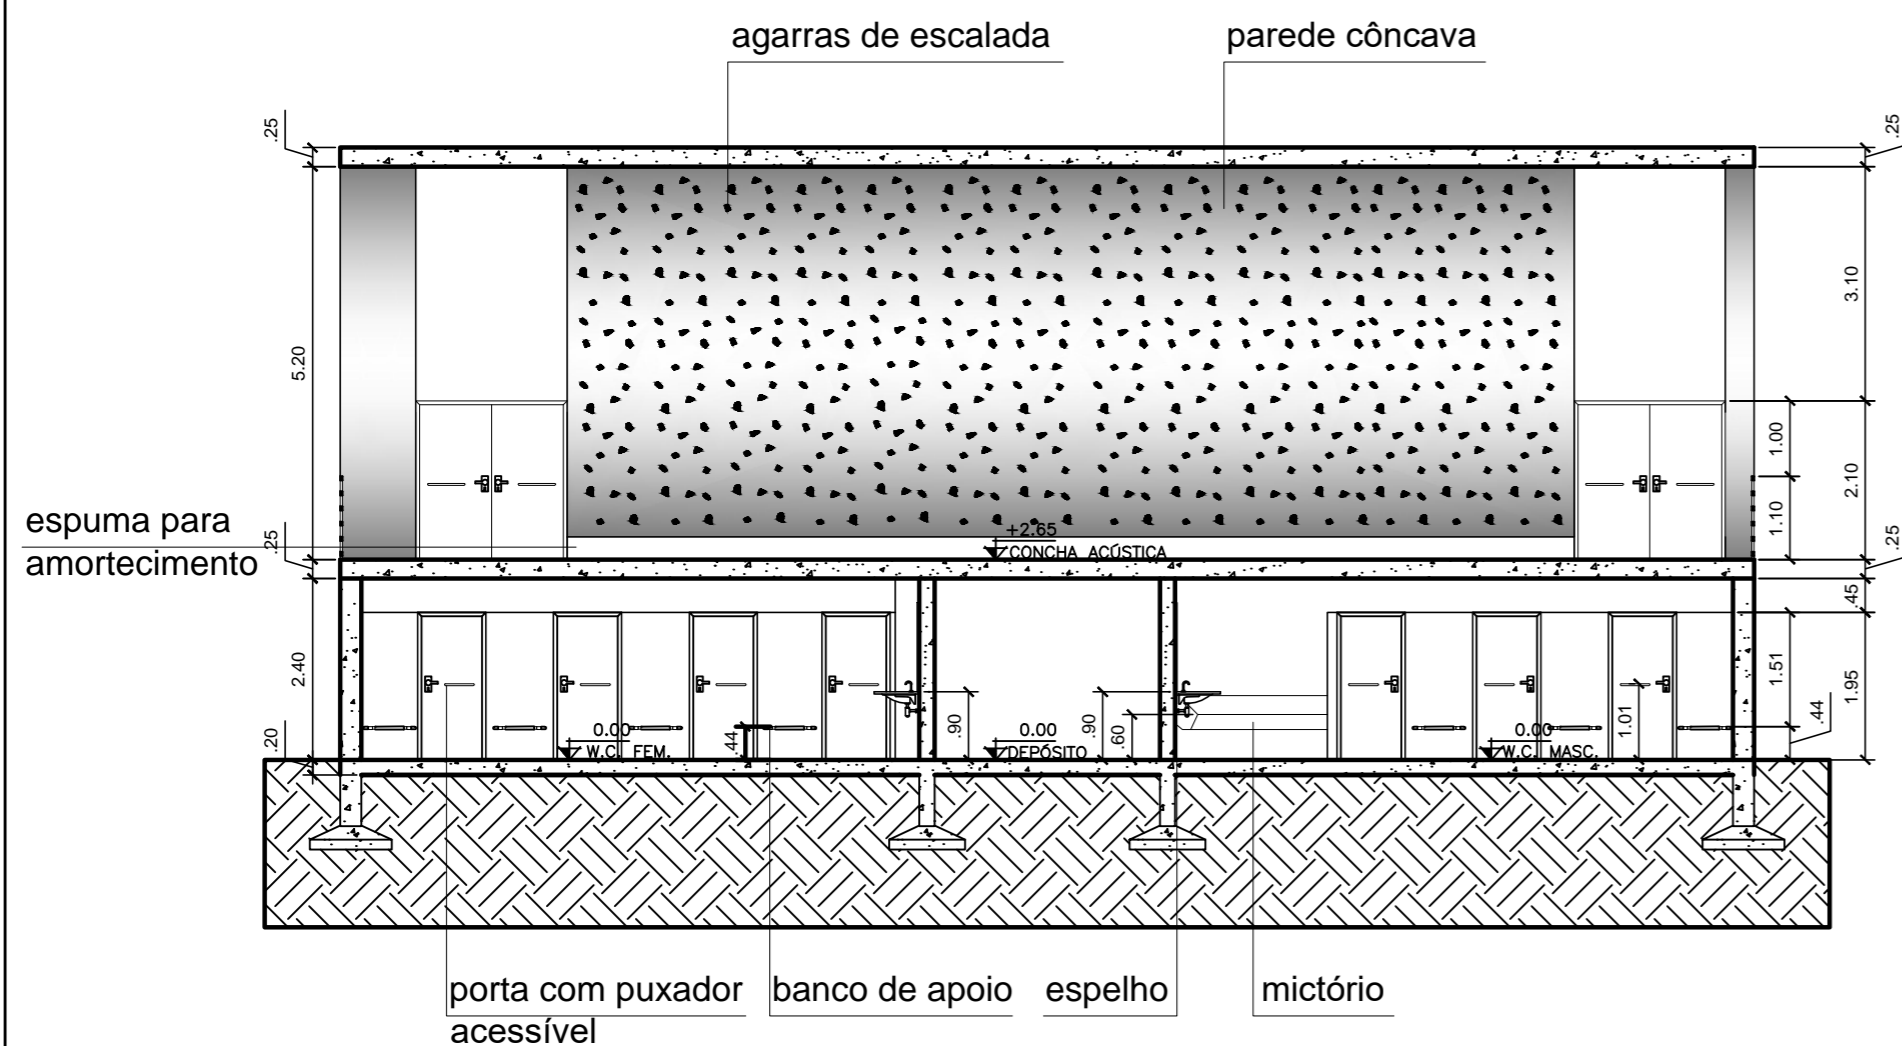 agarras de escalada
parede côncava
.25
.25
5.20
3.10
1.00
2.10
1.10
espuma para
amortecimento
.25
+2.65
CONCHA ACÚSTICA
.25
.45
2.40
1.51
1.95
.44
.20
0.00
W.C. FEM.
.44
.90
0.00
DEPÓSITO
.90
.60
0.00
W.C. MASC.
1.01
porta com puxador
acessível
banco de apoio
espelho
mictório